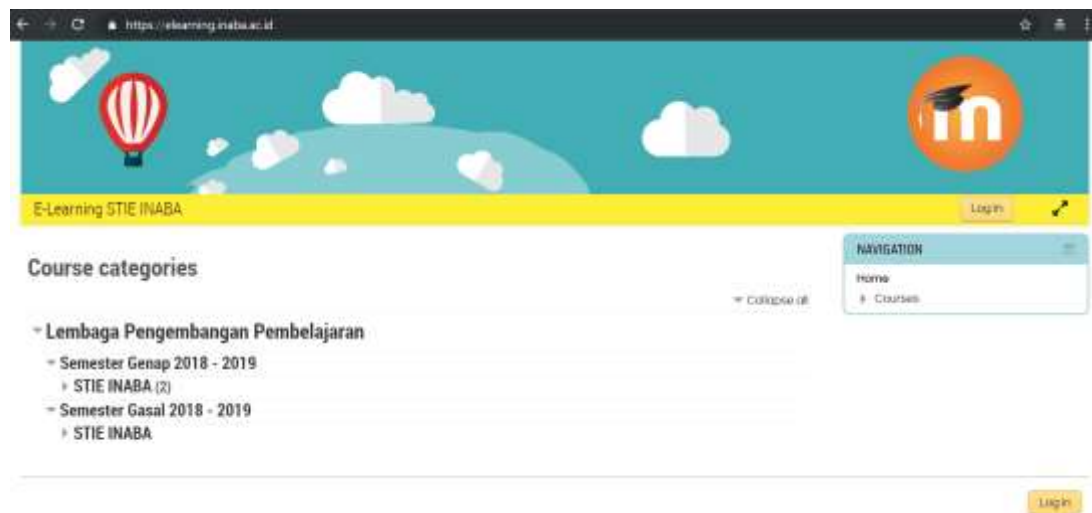 https://elearning.inaba.ac.id
m
E-Learning STIE INABA
Log in
NAVIGATION
Home
Courses
Course categories
Collapse all
Lembaga Pengembangan Pembelajaran
Semester Genap 2018 - 2019
STIE INABA (2)
Semester Gasal 2018 - 2019
STIE INABA
Log in